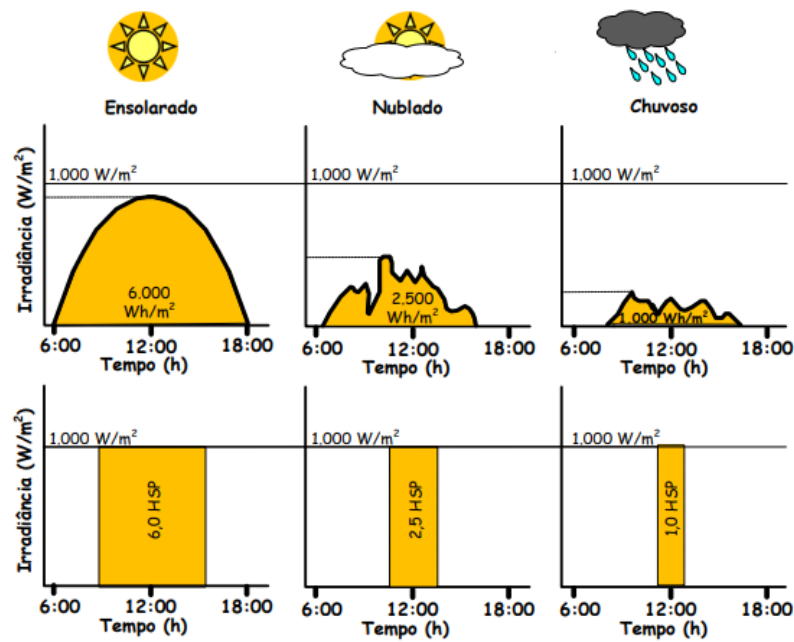 Ensolarado
Nublado
Chuvoso
Irradiância (W/m²)
1.000 W/m²
6.000
Wh/m²
6:00
12:00
18:00
Tempo (h)
1.000 W/m²
2,500
Wh/m²
6:00
12:00
18:00
Tempo (h)
1.000 W/m²
1.000 Wh/m²
6:00
12:00
18:00
Tempo (h)
Irradiância (W/m²)
1,000 W/m²
6,0 HSP
6:00
12:00
18:00
Tempo (h)
1,000 W/m²
2,5 HSP
6:00
12:00
18:00
Tempo (h)
1,000 W/m²
1,0 HSP
6:00
12:00
18:00
Tempo (h)